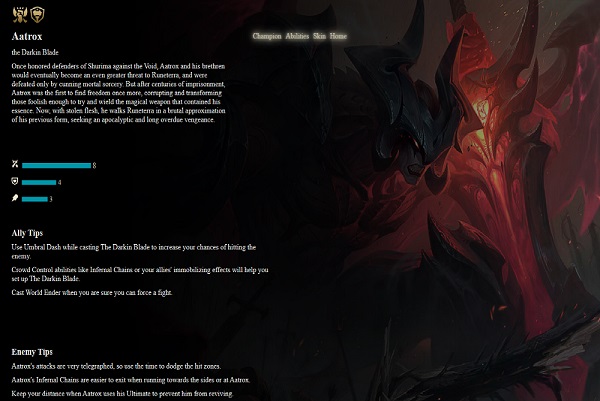 Champion Abilities Skin Home
Aatrox
the Darkin Blade
Once honored defenders of Shurima against the Void, Aatrox and his brethren
would eventually become an even greater threat to Runeterra, and were
defeated only by cunning mortal sorcery. But after centuries of imprisonment,
Aatrox was the first to find freedom once more, corrupting and transforming
those foolish enough to try and wield the magical weapon that contained his
essence. Now, with stolen flesh, he walks Runeterra in a brutal approximation
of his previous form, seeking an apocalyptic and long overdue vengeance.
8
4
3
Ally Tips
Use Umbral Dash while casting The Darkin Blade to increase your chances of hitting the
enemy.
Crowd Control abilities like Infernal Chains or your allies' immobilizing effects will help you
set up The Darkin Blade.
Cast World Ender when you are sure you can force a fight.
Enemy Tips
Aatrox's attacks are very telegraphed, so use the time to dodge the hit zones.
Aatrox's Infernal Chains are easier to exit when running towards the sides or at Aatrox.
Keep your distance when Aatrox uses his Ultimate to prevent him from reviving.